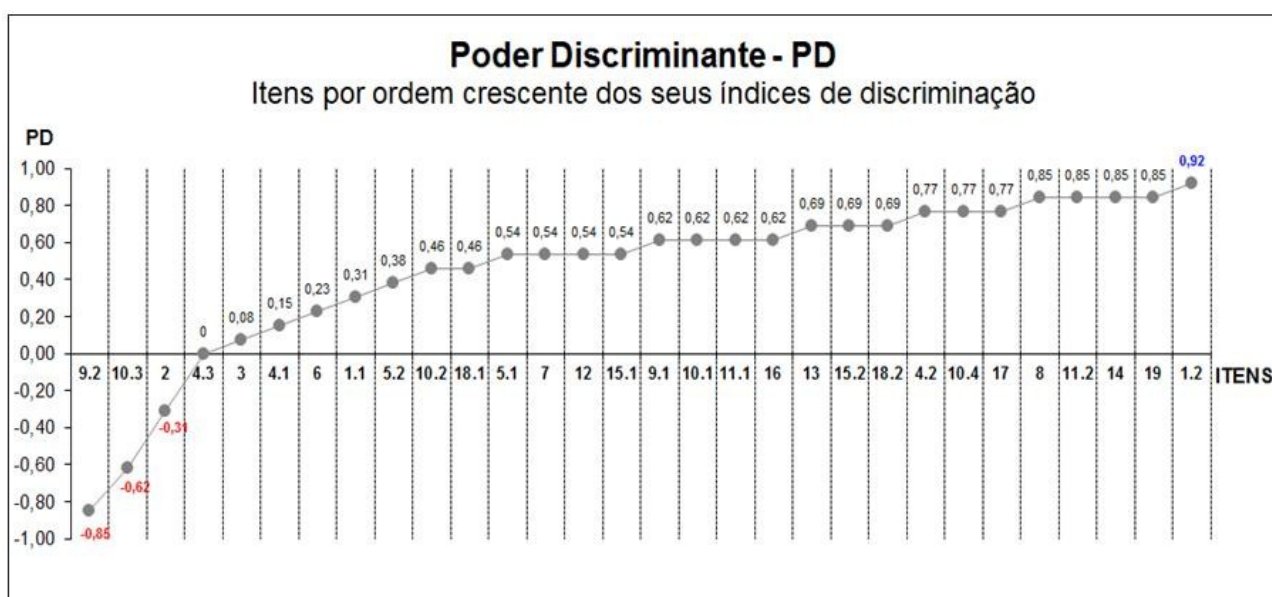 Poder Discriminante - PD
Itens por ordem crescente dos seus índices de discriminação
PD
1,00
0,80
0,60
0,40
0,20
0,00
-0,20
-0,40
-0,60
-0,80
-1,00
-0,85 -0,62 -0,31 0 0,08 0,15 0,23 0,31 0,38 0,46 0,46 0,54 0,54 0,54 0,54 0,62 0,62 0,62 0,62 0,69 0,69 0,69 0,77 0,77 0,77 0,85 0,85 0,85 0,85 0,92
9.2 10.3 2 4.3 3 4.1 6 1.1 5.2 10.2 18.1 5.1 7 12 15.1 9.1 10.1 11.1 16 13 15.2 18.2 4.2 10.4 17 8 11.2 14 19 1.2 ITENS